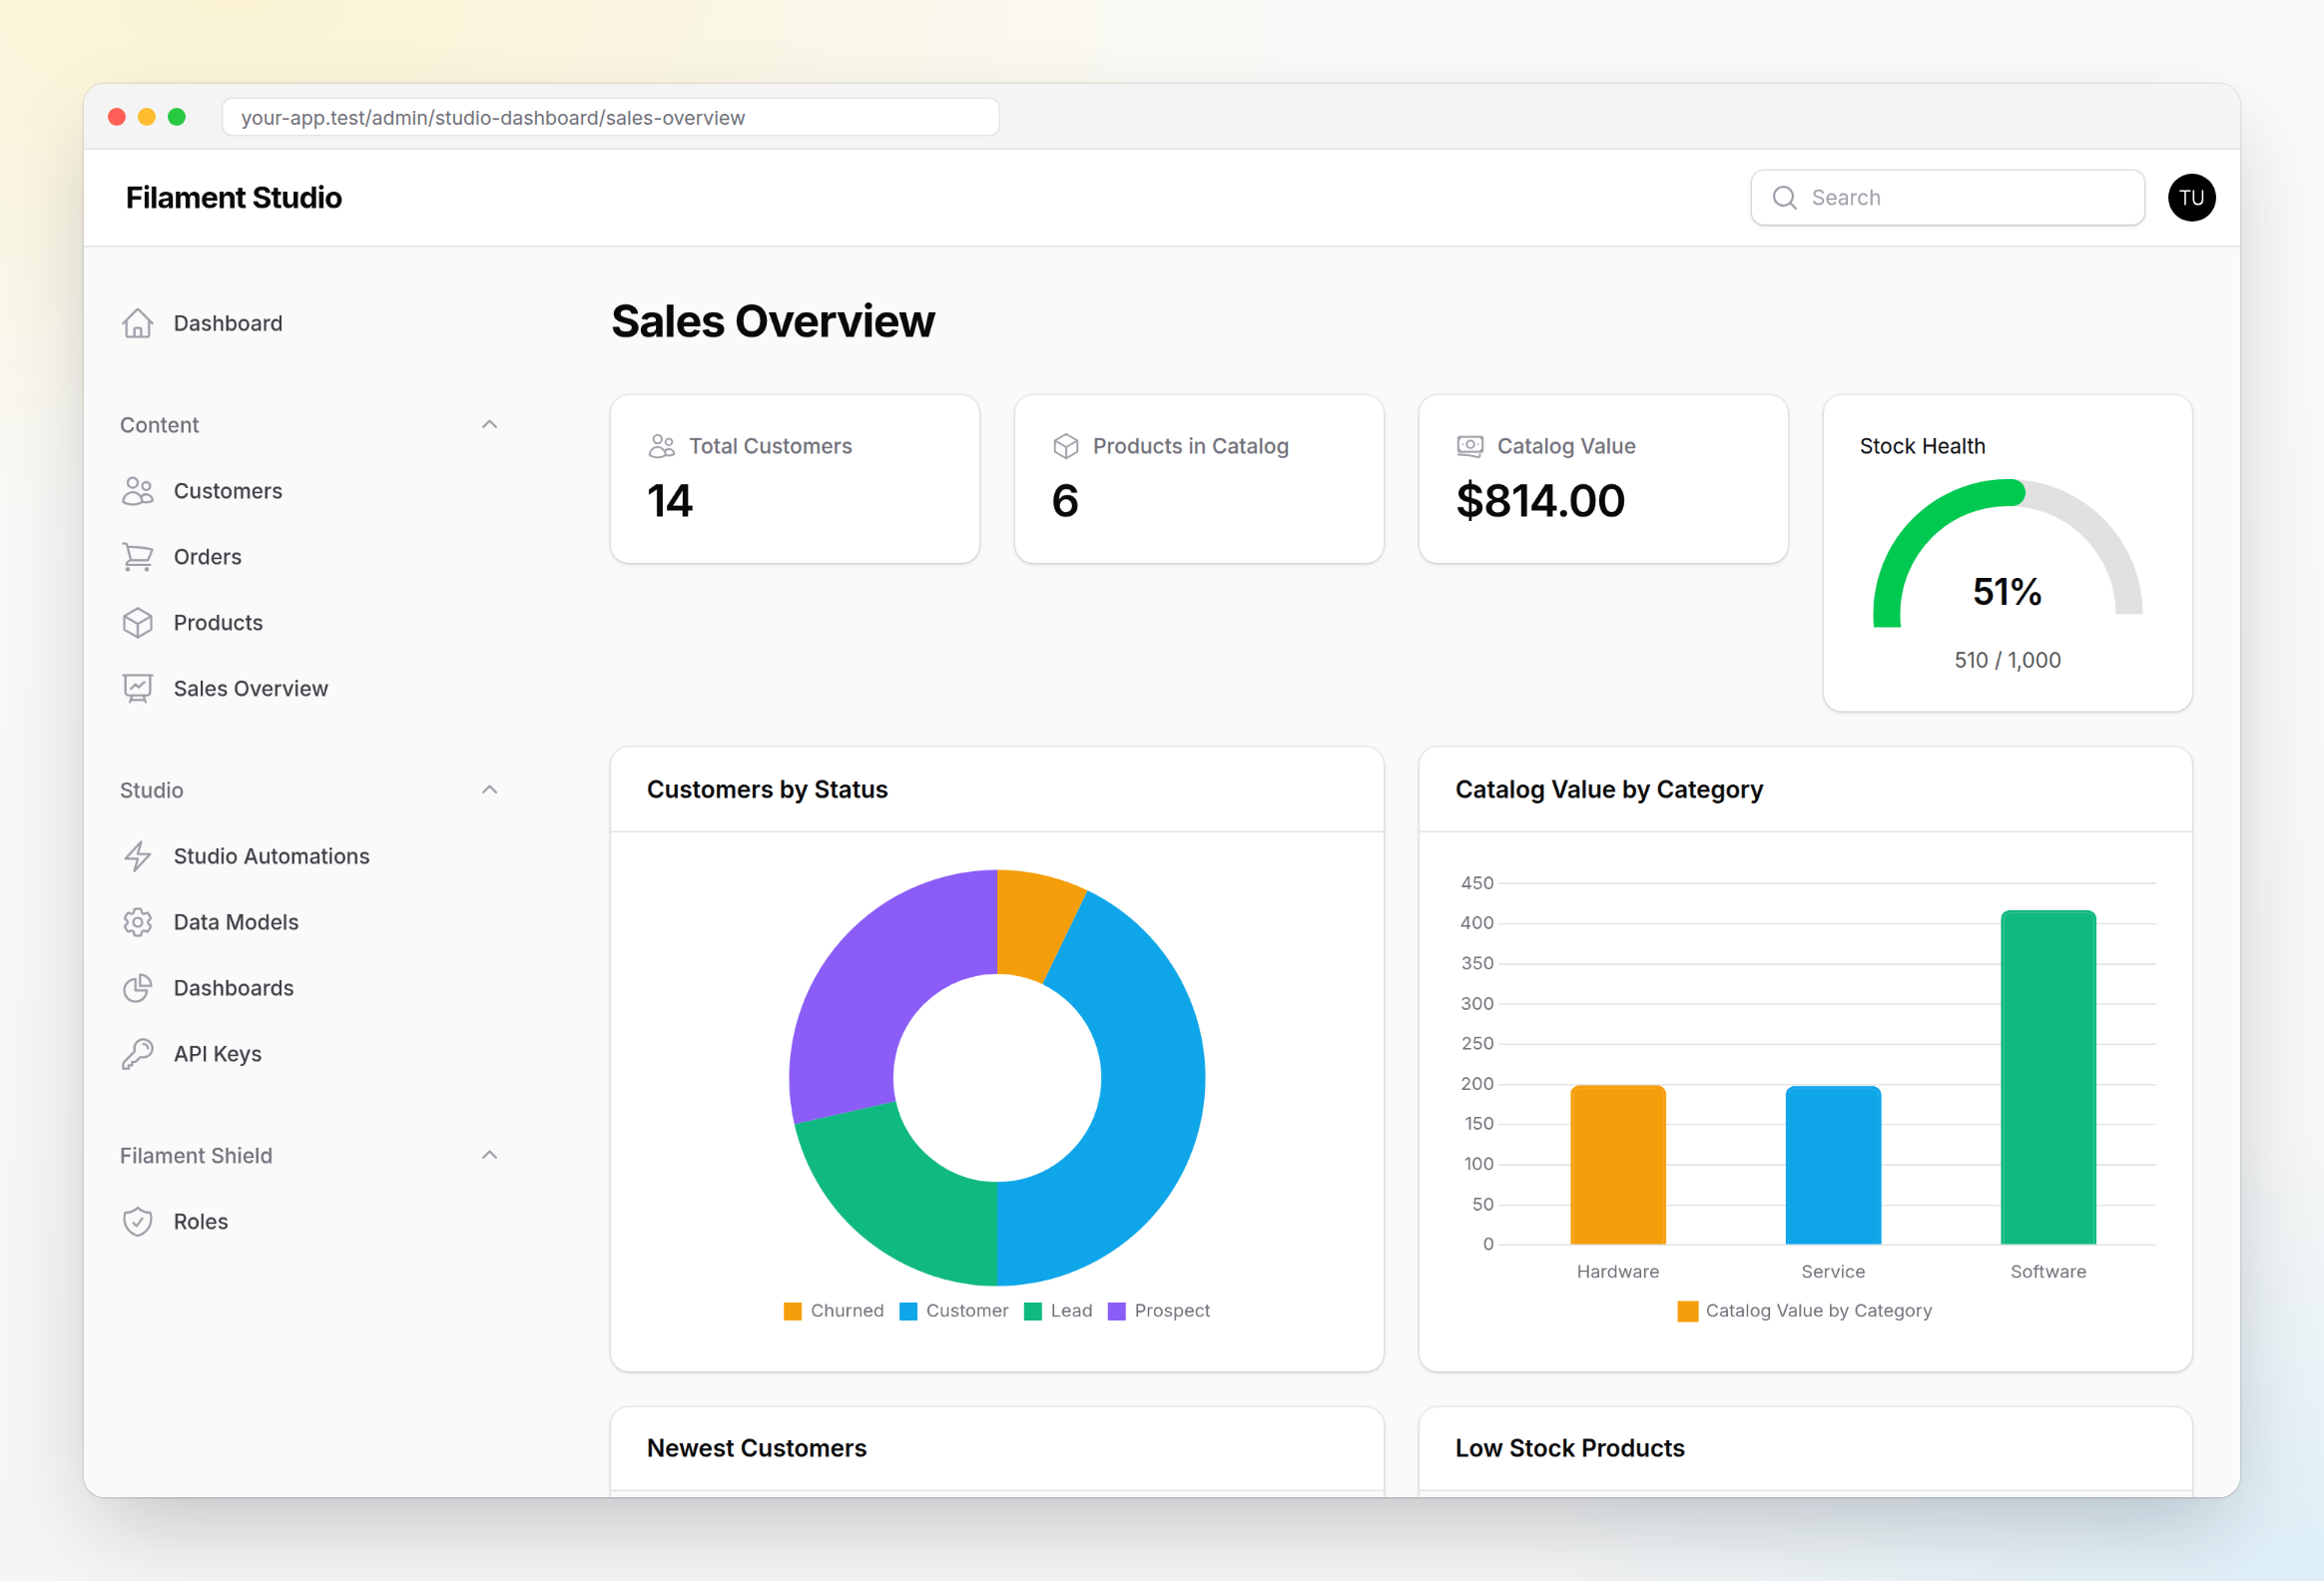 your-app.test/admin/studio-dashboard/sales-overview
Filament Studio
Search
TU
Dashboard
Content
Customers
Orders
Products
Sales Overview
Studio
Studio Automations
Data Models
Dashboards
API Keys
Filament Shield
Roles
Sales Overview
Total Customers
14
Products in Catalog
6
Catalog Value
$814.00
Stock Health
51%
510 / 1,000
Customers by Status
Churned Customer Lead Prospect
Catalog Value by Category
450
400
350
300
250
200
150
100
50
0
Hardware Service Software
Catalog Value by Category
Newest Customers
Low Stock Products